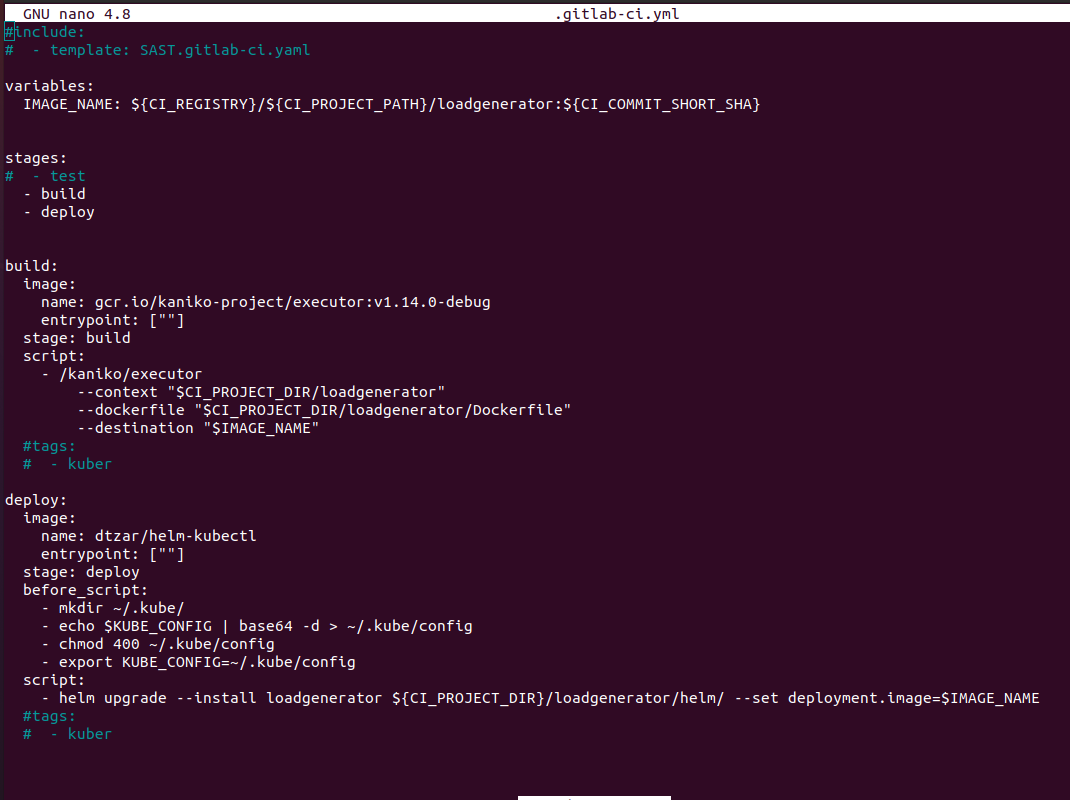 GNU nano 4.8 .gitlab-ci.yml
#include:
#  - template: SAST.gitlab-ci.yaml
variables:
  IMAGE_NAME: ${CI_REGISTRY}/${CI_PROJECT_PATH}/loadgenerator:${CI_COMMIT_SHORT_SHA}
stages:
#  - test
  - build
  - deploy
build:
  image:
    name: gcr.io/kaniko-project/executor:v1.14.0-debug
    entrypoint: [""]
  stage: build
  script:
    - /kaniko/executor
        --context "$CI_PROJECT_DIR/loadgenerator"
        --dockerfile "$CI_PROJECT_DIR/loadgenerator/Dockerfile"
        --destination "$IMAGE_NAME"
  #tags:
  #  - kuber
deploy:
  image:
    name: dtzar/helm-kubectl
    entrypoint: [""]
  stage: deploy
  before_script:
    - mkdir ~/.kube/
    - echo $KUBE_CONFIG | base64 -d > ~/.kube/config
    - chmod 400 ~/.kube/config
    - export KUBE_CONFIG=~/.kube/config
  script:
    - helm upgrade --install loadgenerator ${CI_PROJECT_DIR}/loadgenerator/helm/ --set deployment.image=$IMAGE_NAME
  #tags:
  #  - kuber